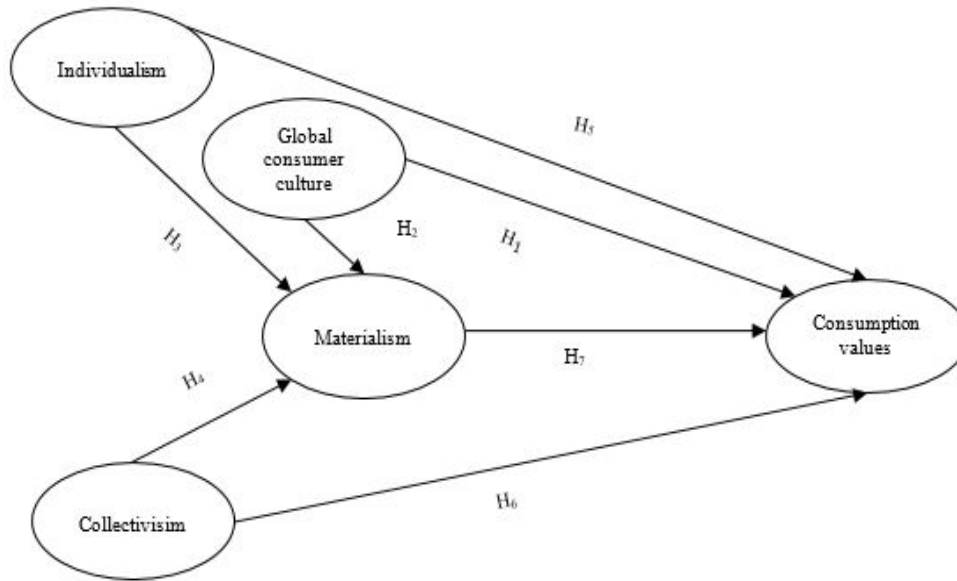 Individualism
H5
Global
consumer
culture
H3
H2
H1
Materialism
Consumption
values
H7
H4
H6
Collectivisim